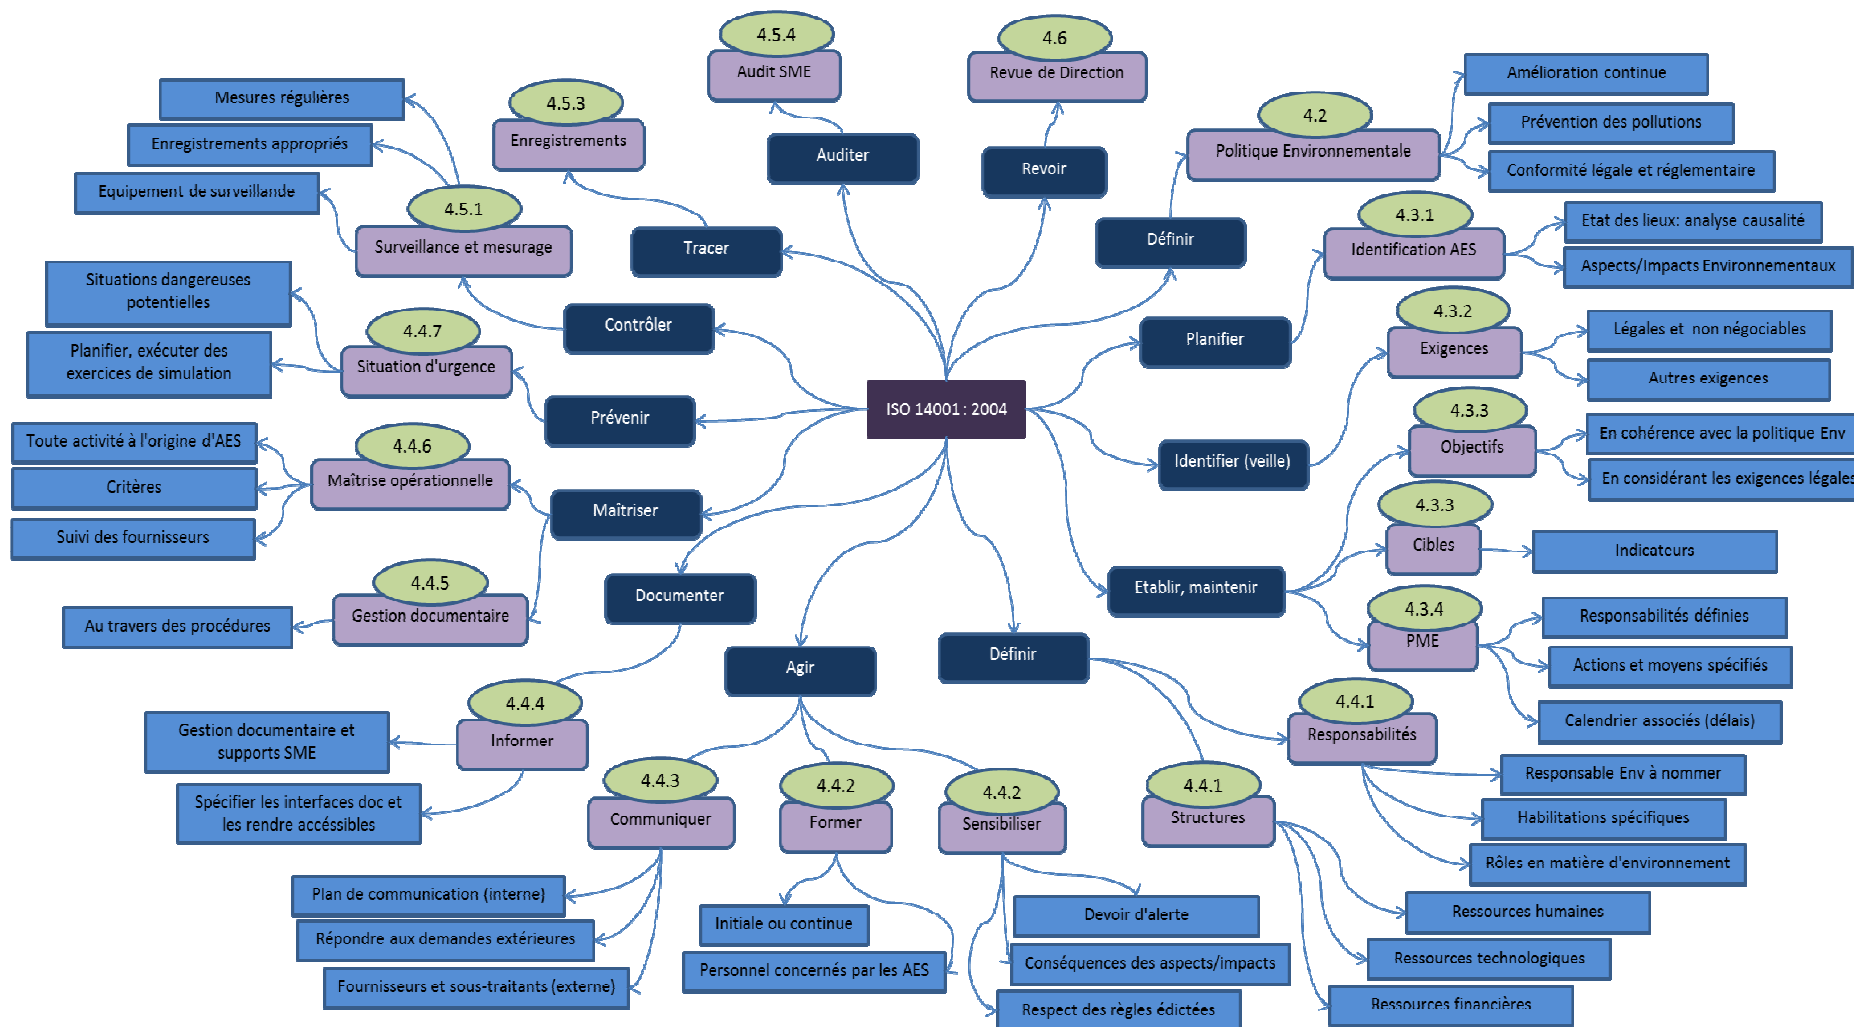 4.5.4
Audit SME
4.6
Revue de Direction
4.5.3
Enregistrements
Auditer
Revoir
Tracer
Mesures régulières
Enregistrements appropriés
Equipement de surveillande
4.5.1
Surveillance et mesurage
Contrôler
Situations dangereuses
potentielles
Planifier, exécuter des
exercices de simulation
4.4.7
Situation d'urgence
Prévenir
Toute activité à l'origine d'AES
Critères
Suivi des fournisseurs
4.4.6
Maîtrise opérationnelle
Maîtriser
4.4.5
Gestion documentaire
Au travers des procédures
Documenter
4.4.4
Informer
Gestion documentaire et
supports SME
Spécifier les interfaces doc et
les rendre accéssibles
ISO 14001 : 2004
4.2
Politique Environnementale
Définir
Amélioration continue
Prévention des pollutions
Conformité légale et réglementaire
4.3.1
Identification AES
Planifier
Etat des lieux: analyse causalité
Aspects/Impacts Environnementaux
4.3.2
Exigences
Identifier (veille)
Légales et non négociables
Autres exigences
4.3.3
Objectifs
En cohérence avec la politique Env
En considérant les exigences légales
4.3.3
Cibles
Indicateurs
Etablir, maintenir
4.3.4
PME
Responsabilités définies
Actions et moyens spécifiés
Calendrier associés (délais)
Définir
4.4.1
Responsabilités
Responsable Env à nommer
Habilitations spécifiques
Rôles en matière d'environnement
4.4.1
Structures
Ressources humaines
Ressources technologiques
Ressources financières
Agir
4.4.3
Communiquer
Plan de communication (interne)
Répondre aux demandes extérieures
Fournisseurs et sous-traitants (externe)
4.4.2
Former
Initiale ou continue
Personnel concernés par les AES
4.4.2
Sensibiliser
Devoir d'alerte
Conséquences des aspects/impacts
Respect des règles édictées